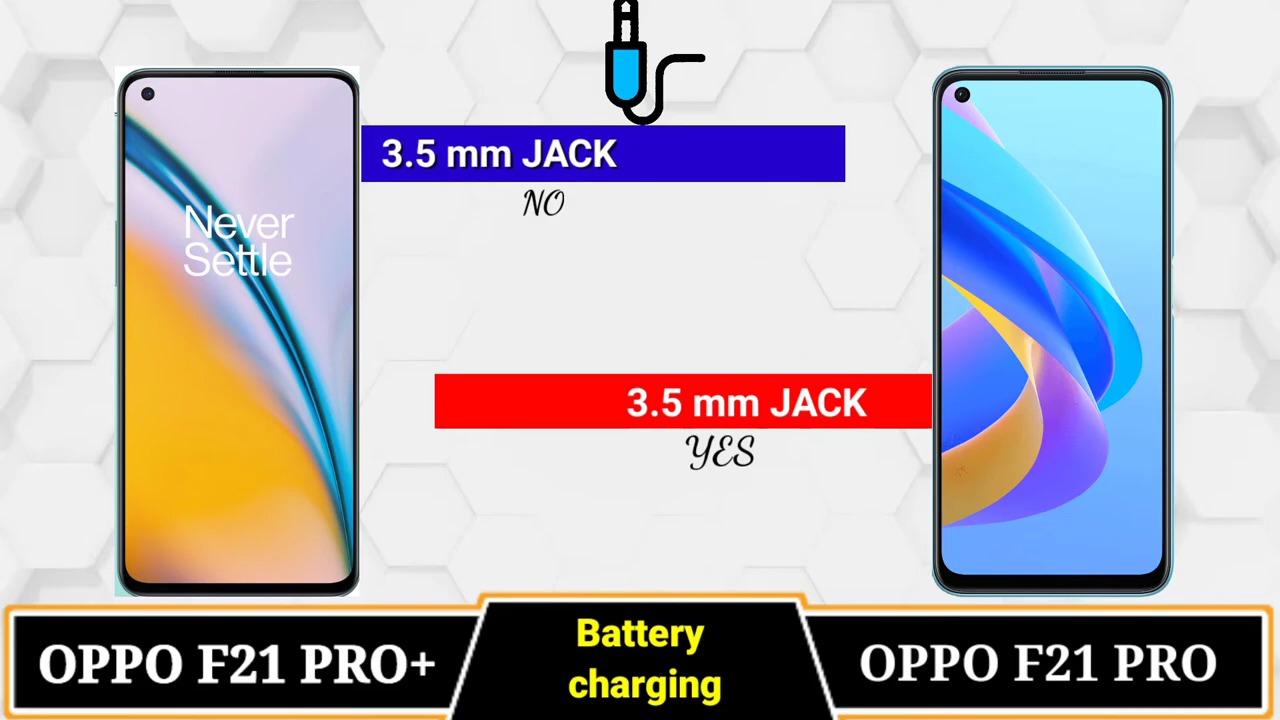 3.5 mm JACK
NO
Never
Settle
3.5 mm JACK
YES
OPPO F21 PRO+
Battery
charging
OPPO F21 PRO